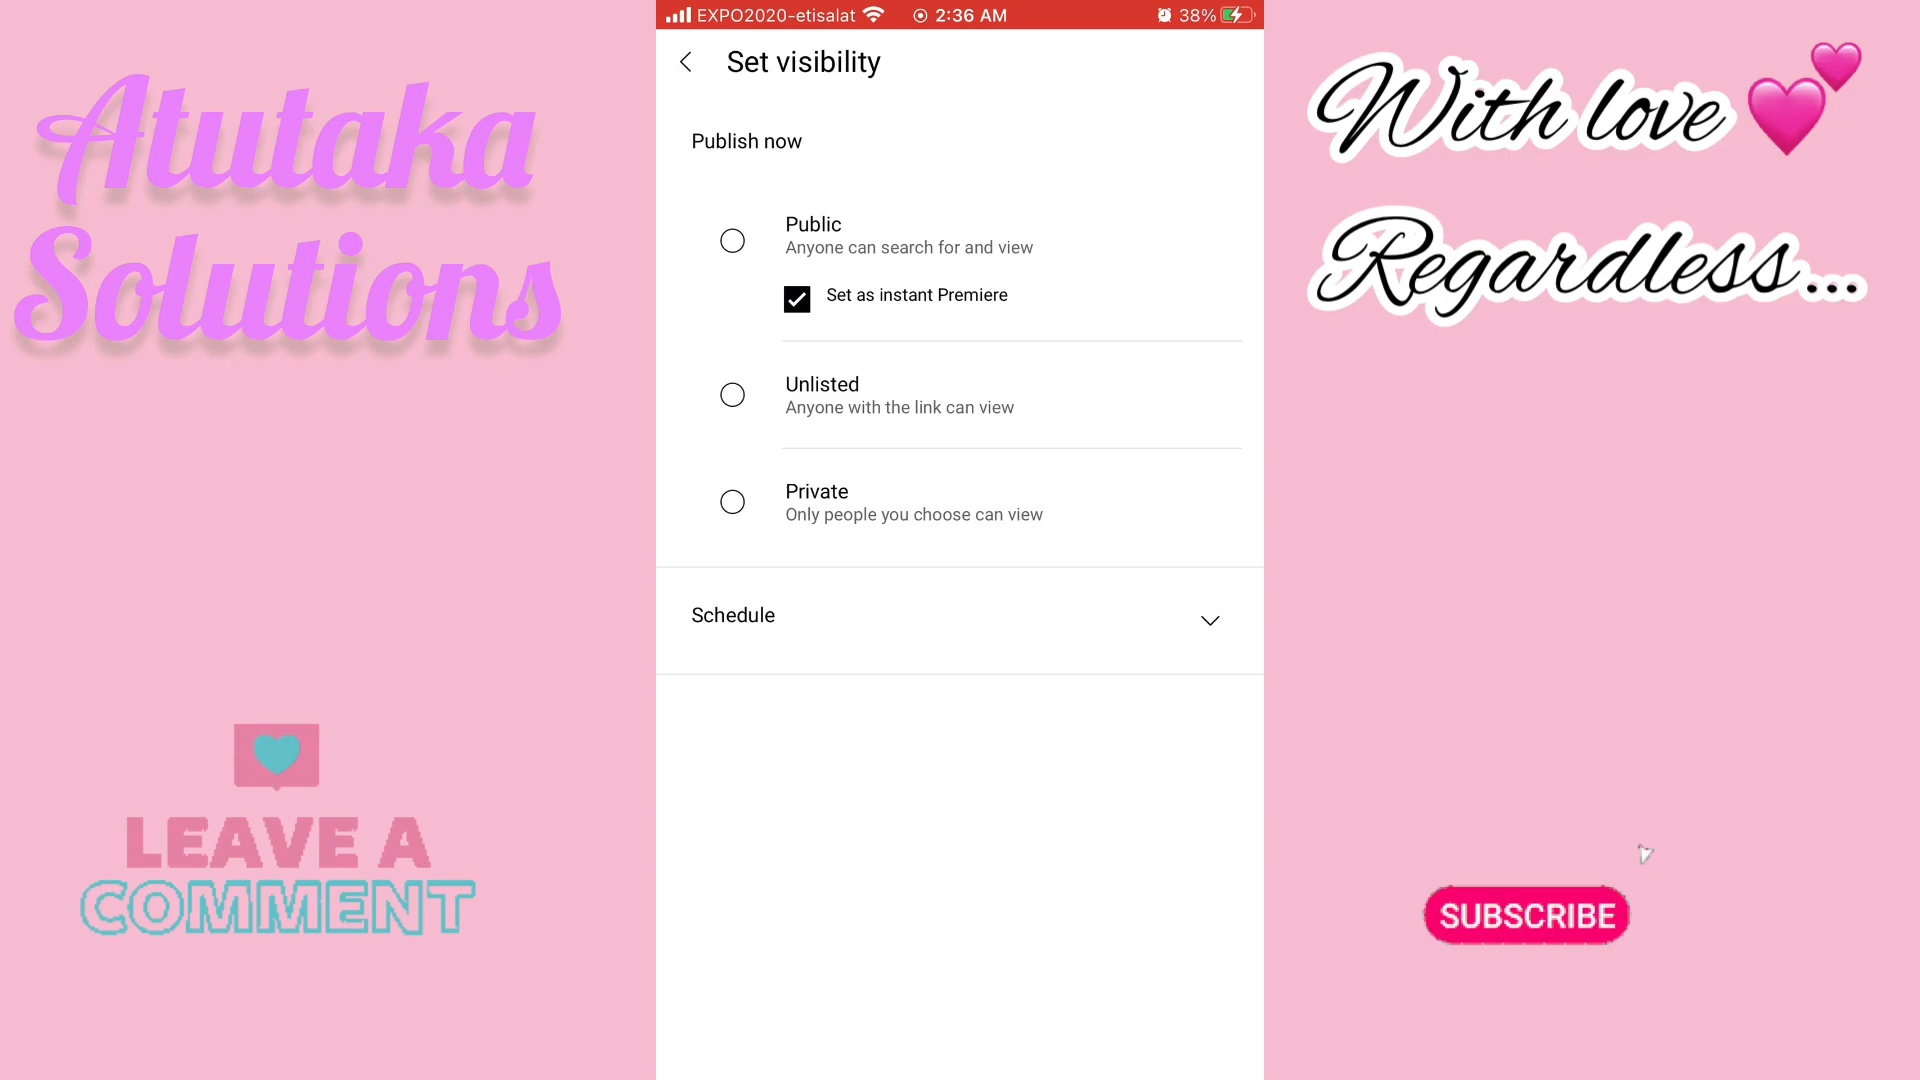 Atutaka
Solutions
LEAVE A
COMMENT
EXPO2020-etisalat 2:36 AM 38%
Set visibility
Publish now
Public
Anyone can search for and view
Set as instant Premiere
Unlisted
Anyone with the link can view
Private
Only people you choose can view
Schedule
With love
Regardless...
SUBSCRIBE